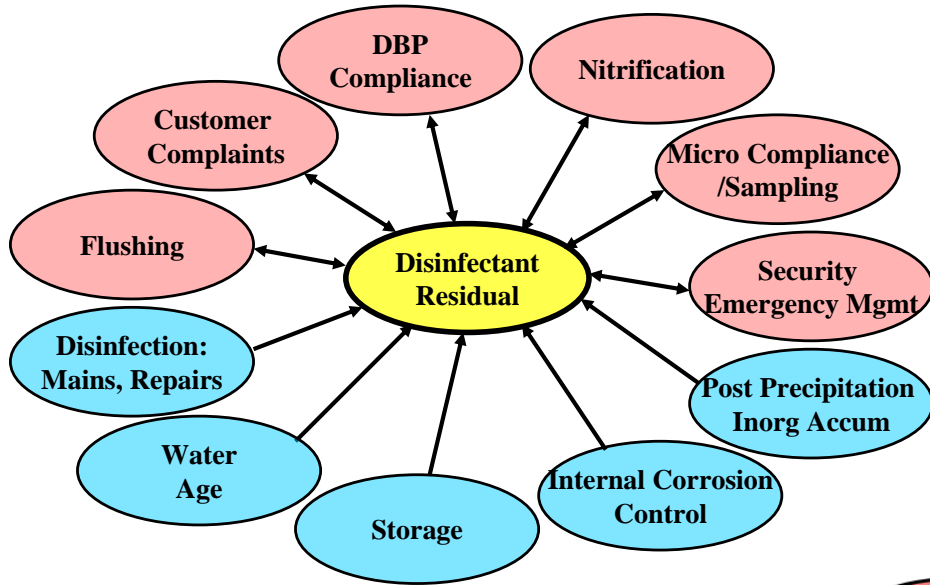 DBP
Compliance
Nitrification
Customer
Complaints
Micro Compliance
/Sampling
Flushing
Disinfectant
Residual
Security
Emergency Mgmt
Disinfection:
Mains, Repairs
Post Precipitation
Inorg Accum
Water
Age
Internal Corrosion
Control
Storage